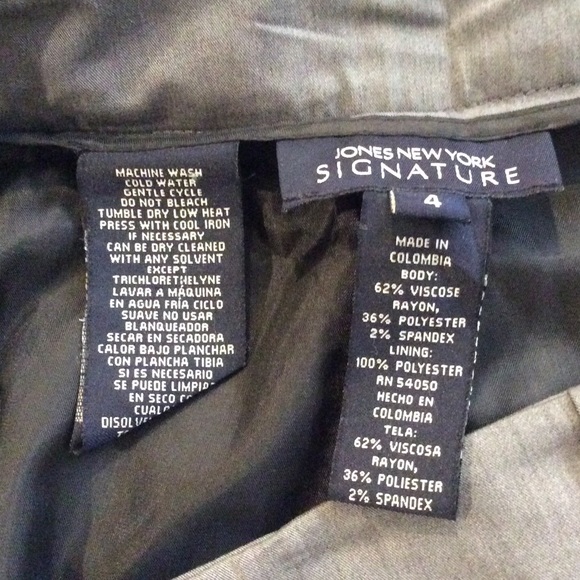 MACHINE WASH
COLD WATER
GENTLE CYCLE
DO NOT BLEACH
TUMBLE DRY LOW HEAT
PRESS WITH COOL IRON
IF NECESSARY
CAN BE DRY CLEANED
WITH ANY SOLVENT
EXCEPT
TRICHLORETHELYNE
LAVAR A MÁQUINA
EN AGUA FRÍA CICLO
SUAVE NO USAR
BLANQUEADOR
SECAR EN SECADORA
CALOR BAJO PLANCHAR
CON PLANCHA TIBIA
SI ES NECESARIO
SE PUEDE LIMPIAR
EN SECO
JONES NEW YORK
SIGNATURE
4
MADE IN
COLOMBIA
BODY:
62% VISCOSE
RAYON,
36% POLYESTER
2% SPANDEX
LINING:
100% POLYESTER
RN 54050
HECHO EN
COLOMBIA
TELA:
62% VISCOSA
RAYON,
36% POLIESTER
2% SPANDEX